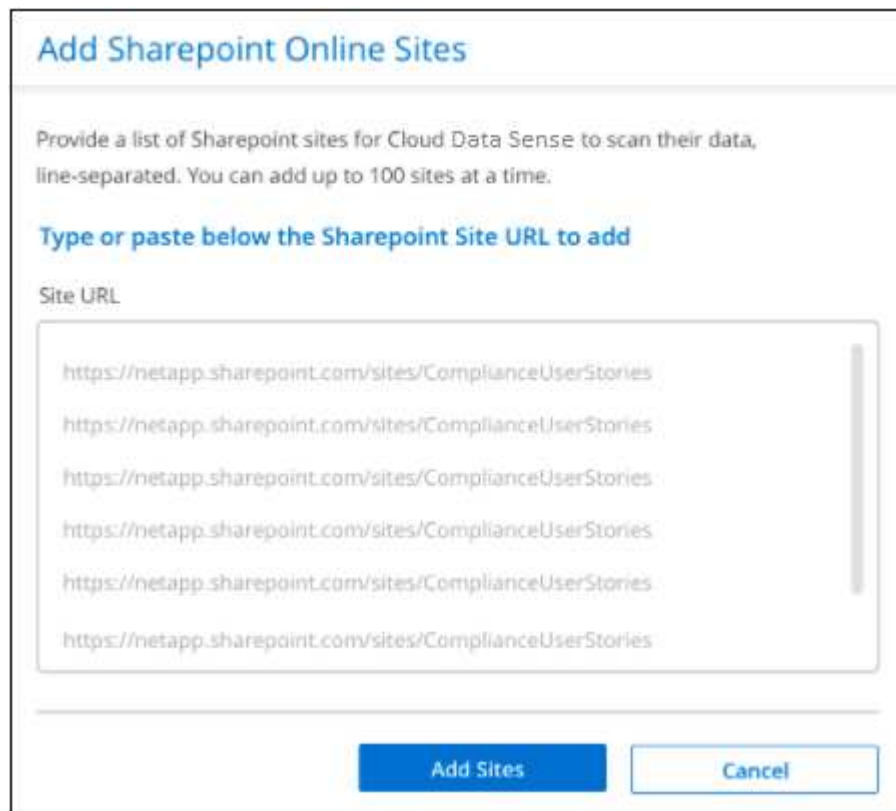 Add Sharepoint Online Sites
Provide a list of Sharepoint sites for Cloud Data Sense to scan their data,
line-separated. You can add up to 100 sites at a time.
Type or paste below the Sharepoint Site URL to add
Site URL
https://netapp.sharepoint.com/sites/ComplianceUserStories
https://netapp.sharepoint.com/sites/ComplianceUserStories
https://netapp.sharepoint.com/sites/ComplianceUserStories
https://netapp.sharepoint.com/sites/ComplianceUserStories
https://netapp.sharepoint.com/sites/ComplianceUserStories
https://netapp.sharepoint.com/sites/ComplianceUserStories
Add Sites
Cancel